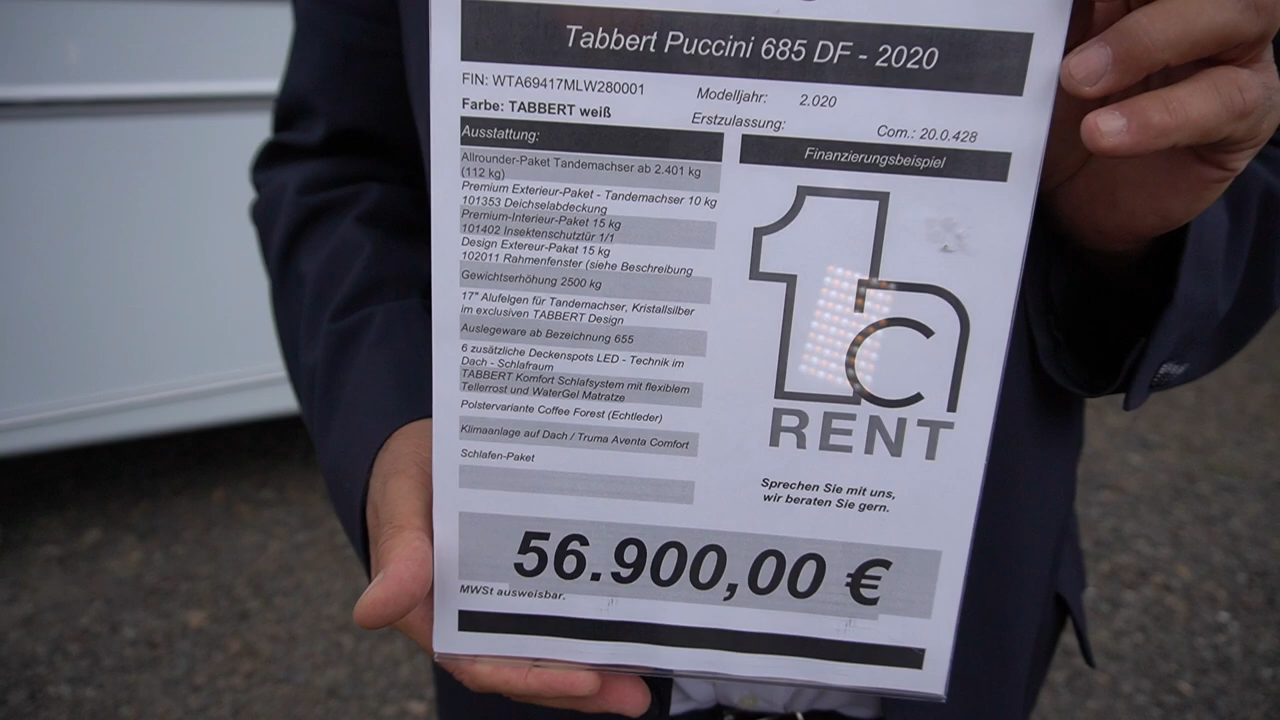 Tabbert Puccini 685 DF - 2020
FIN: WTA69417MLW280001
Modelljahr: 2.020
Farbe: TABBERT weiß
Erstzulassung:
Com.: 20.0.428
Ausstattung:
Allrounder-Paket Tandemachser ab 2.401 kg
(112 kg)
Premium Exterieur-Paket - Tandemachser 10 kg
101353 Deichselabdeckung
Premium-Interieur-Paket 15 kg
101402 Insektenschutztür 1/1
Design Extereur-Pakat 15 kg
102011 Rahmenfenster (siehe Beschreibung
Gewichtserhöhung 2500 kg
17" Alufelgen für Tandemachser, Kristallsilber
im exclusiven TABBERT Design
Auslegeware ab Bezeichnung 655
6 zusätzliche Deckenspots LED - Technik im
Dach - Schlafraum
TABBERT Komfort Schlafsystem mit flexiblem
Tellerrost und WaterGel Matratze
Polstervariante Coffee Forest (Echtleder)
Klimaanlage auf Dach / Truma Aventa Comfort
Schlafen-Paket
Finanzierungsbeispiel
1a
RENT
Sprechen Sie mit uns,
wir beraten Sie gern.
56.900,00 €
MWSt ausweisbar.